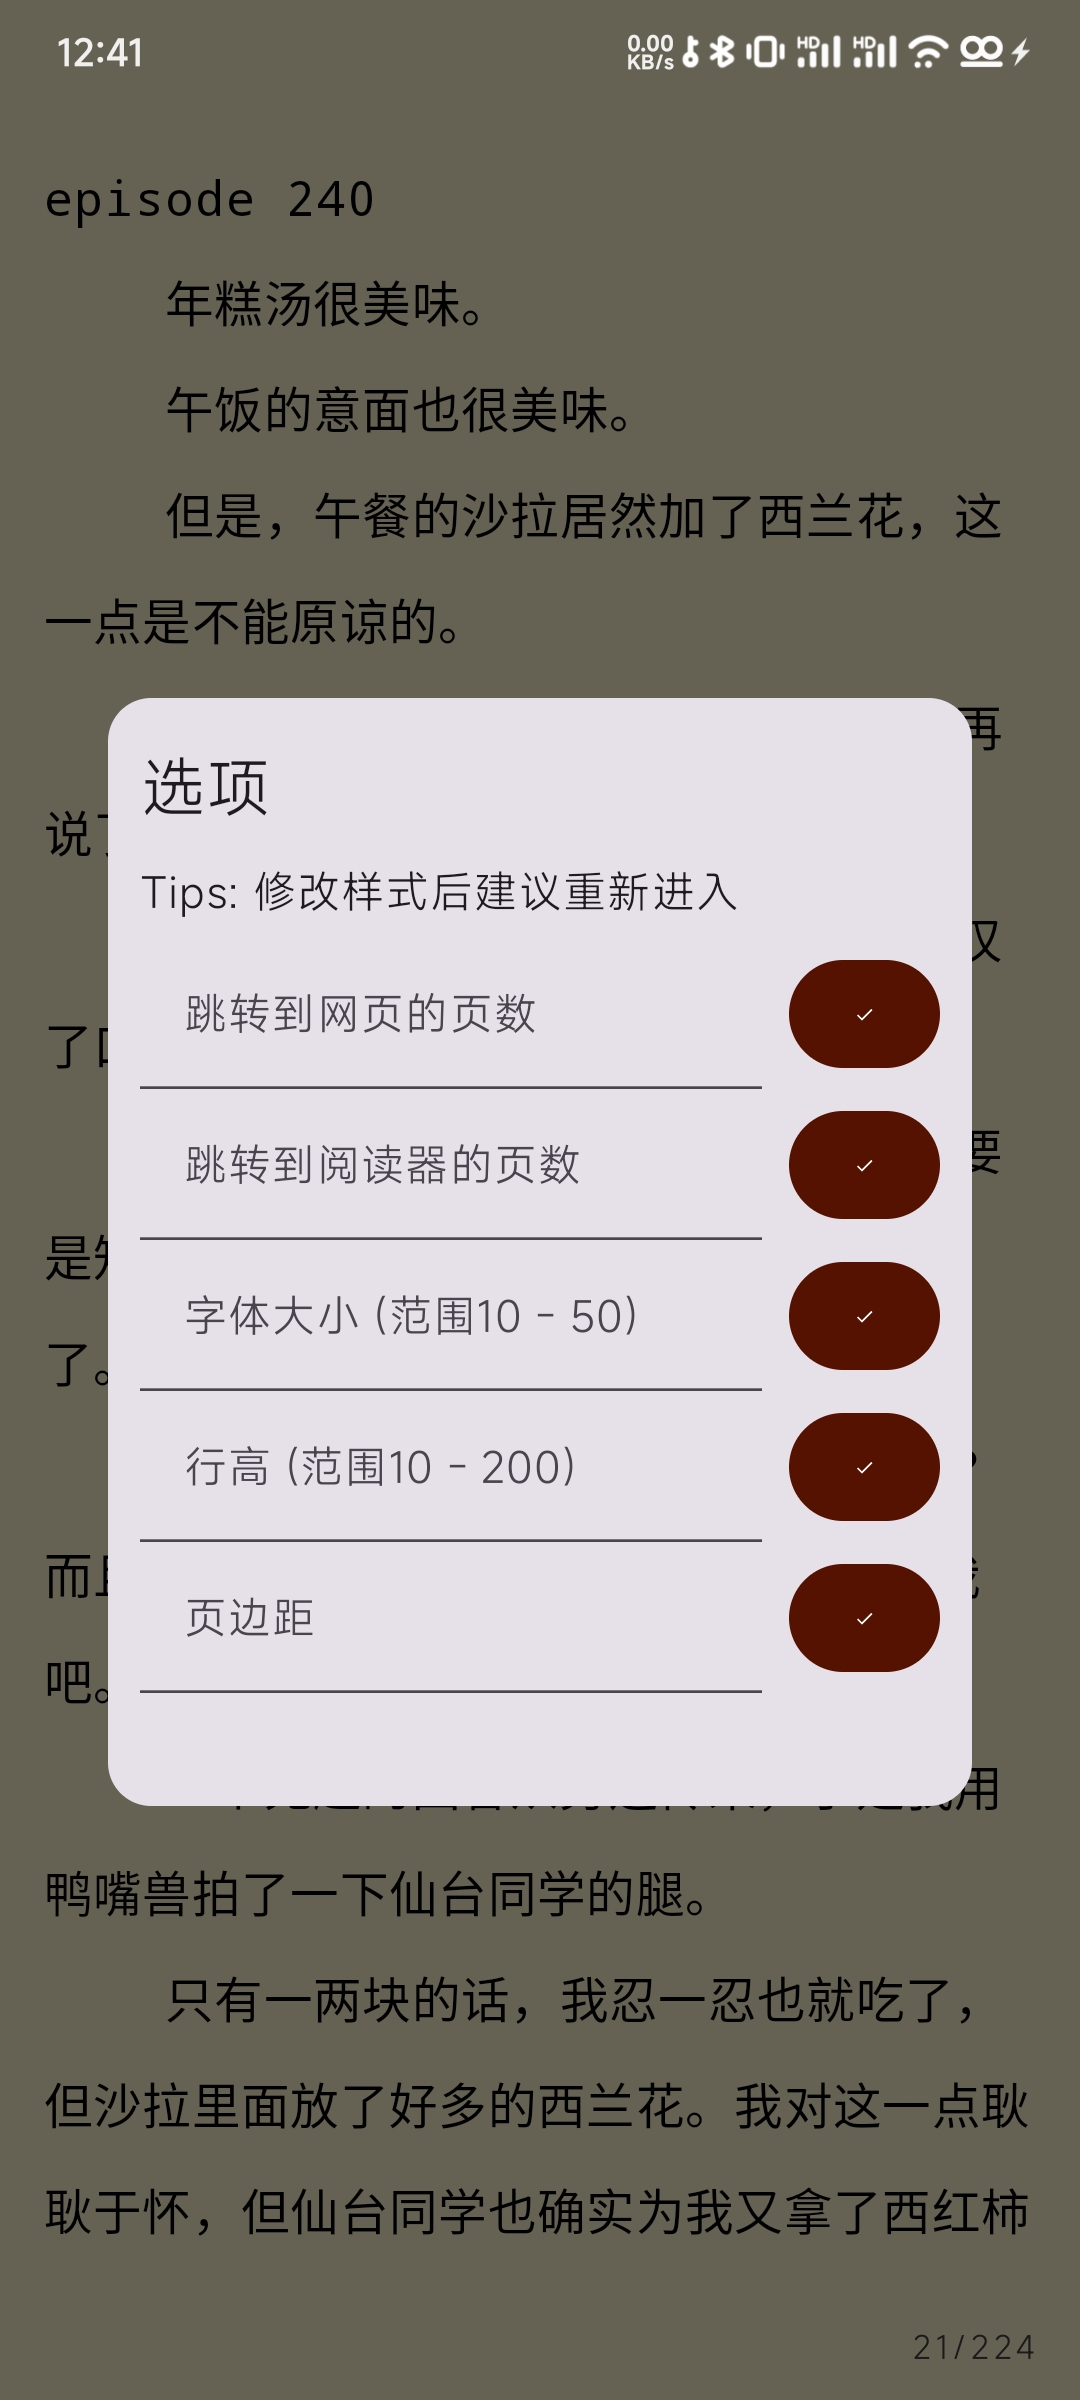 12:41
0.00
KB/s
HD HD
episode 240
年糕汤很美味。
午饭的意面也很美味。
但是，午餐的沙拉居然加了西兰花，这
一点是不能原谅的。
再
说
选项
Tips: 修改样式后建议重新进入
跳转到网页的页数
了
跳转到阅读器的页数
要
是
字体大小 (范围10 - 50)
了。
行高 (范围10 - 200)
而
页边距
吧。
用
鸭嘴兽拍了一下仙台同学的腿。
只有一两块的话，我忍一忍也就吃了，
但沙拉里面放了好多的西兰花。我对这一点耿
耿于怀，但仙台同学也确实为我又拿了西红柿
21/224